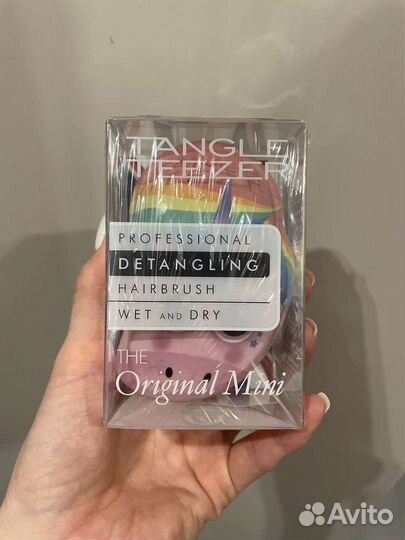 TANGLE
TEEZER®
PROFESSIONAL
DETANGLING
HAIRBRUSH
WET AND DRY
THE
Original Mini
Avito